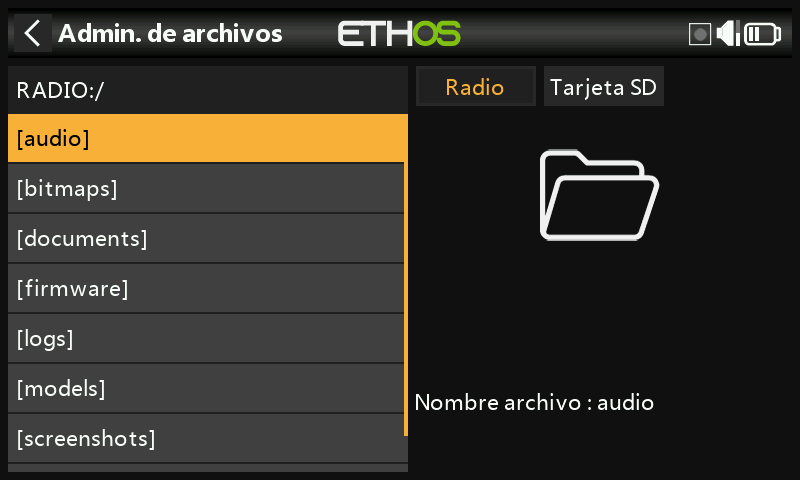 Admin. de archivos
ETHOS
RADIO:/
Radio
Tarjeta SD
[audio]
[bitmaps]
[documents]
[firmware]
[logs]
[models]
[screenshots]
Nombre archivo : audio